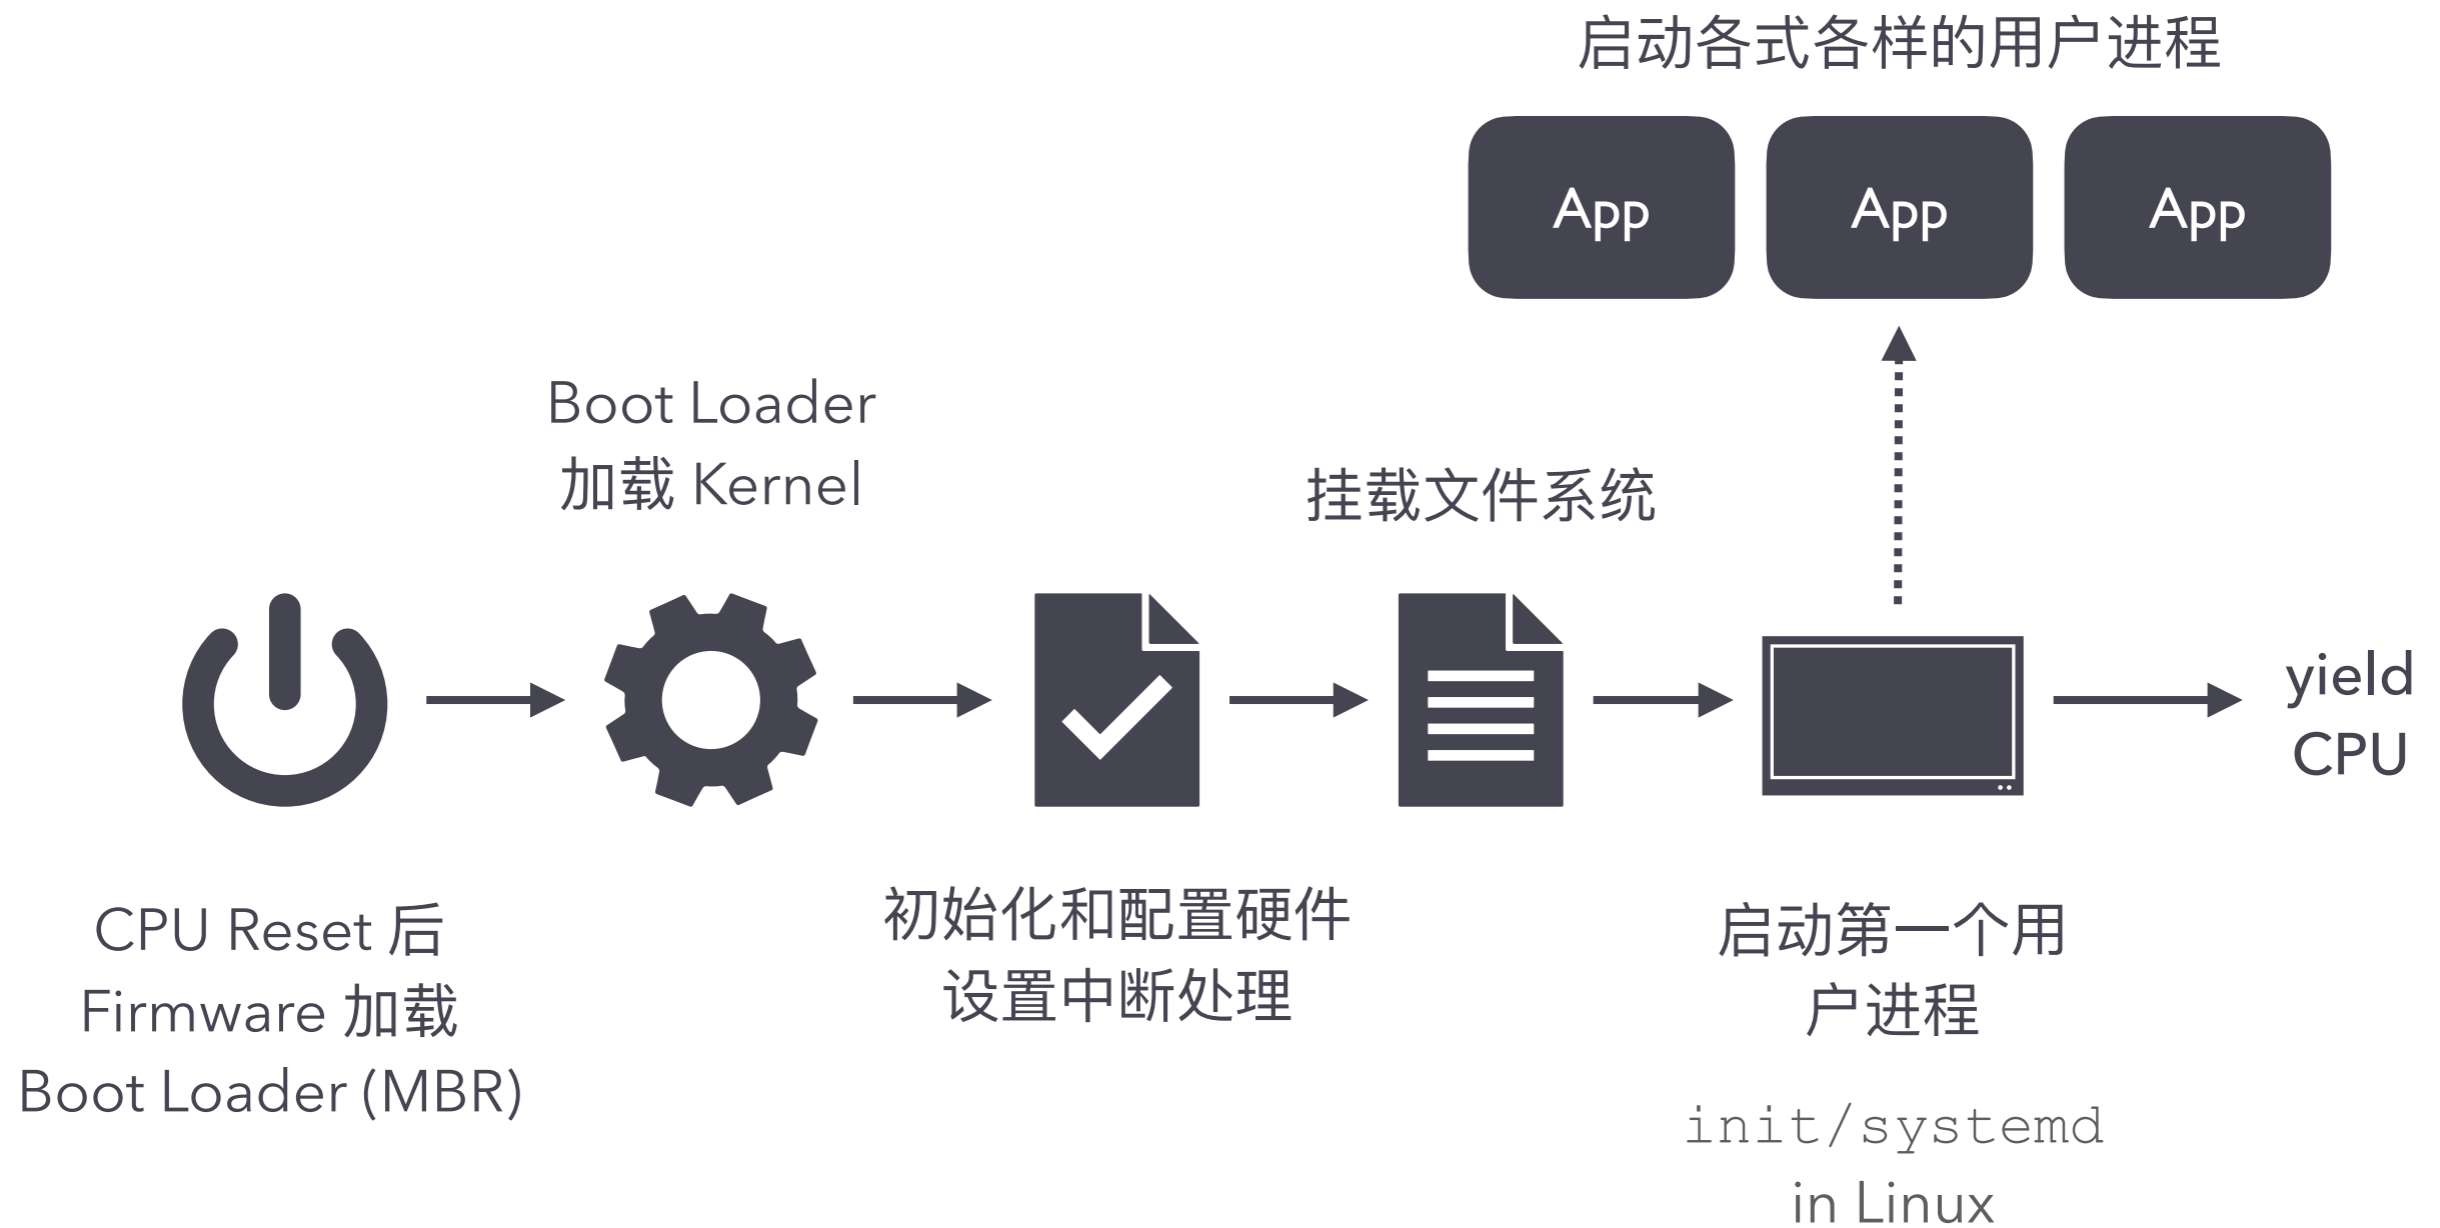 启动各式各样的用户进程
App
App
App
Boot Loader
加载 Kernel
挂载文件系统
yield
CPU
CPU Reset 后
Firmware 加载
Boot Loader (MBR)
初始化和配置硬件
设置中断处理
启动第一个用
户进程
init/systemd
in Linux